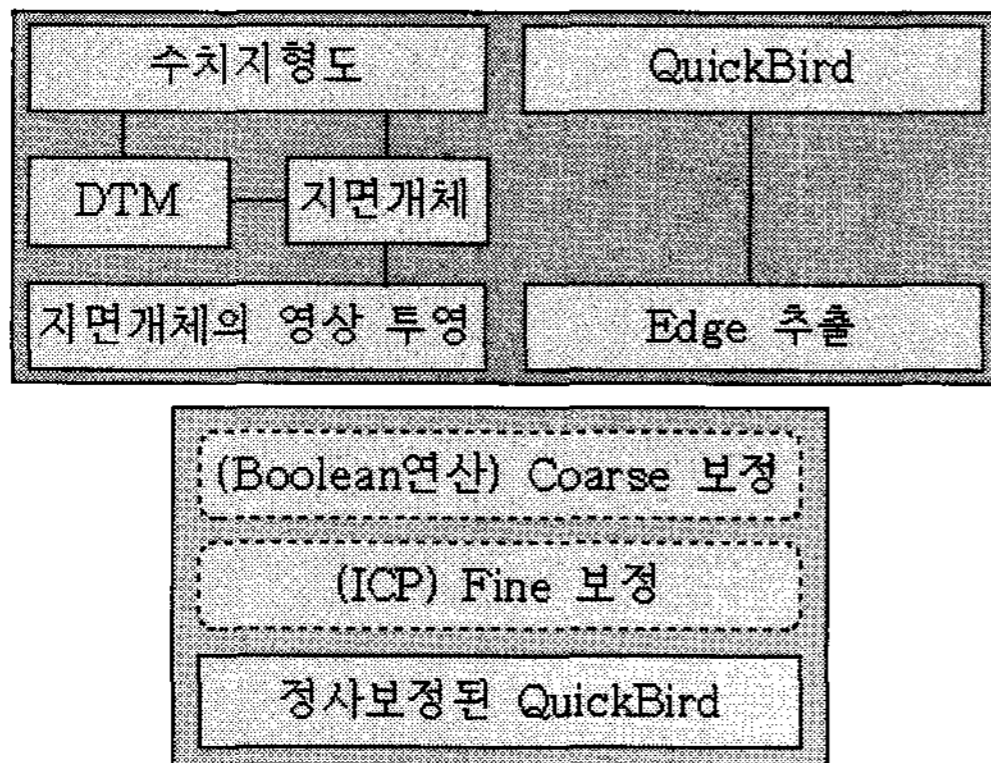 수치지형도
QuickBird
DTM
지면개체
지면개체의 영상 투영
Edge 추출
(Boolean연산) Coarse 보정
(ICP) Fine 보정
정사보정된 QuickBird